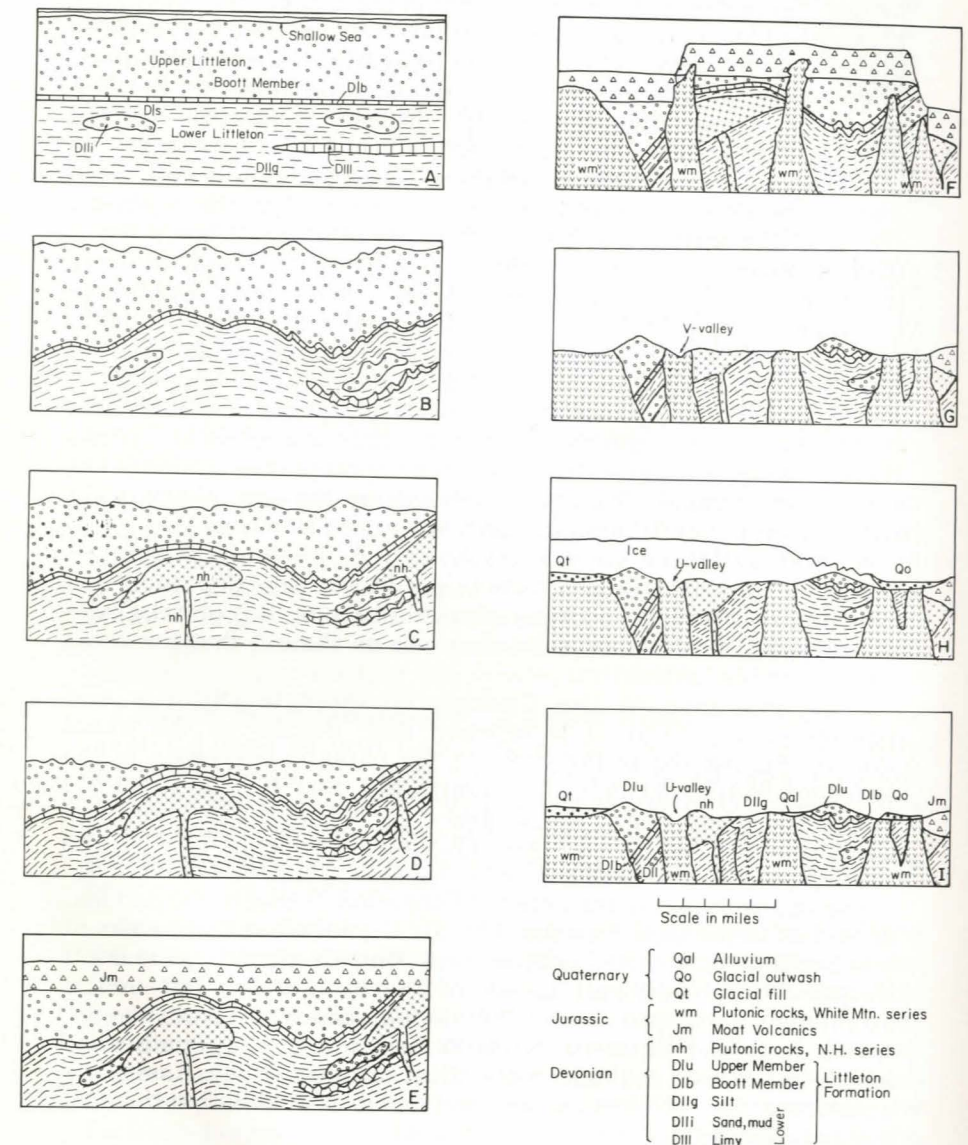 Shallow Sea
Upper Littleton
Boott Member
Dlb
Dls
Lower Littleton
Dlli
Dllg
Dlll
A
B
nh
nh
nh
C
D
Jm
E
wm
wm
wm
wm
F
V-valley
G
Qt
Ice
U-valley
Qo
H
Qt
Dlu
U-valley
nh
Dllg
Qal
Dlu
Dlb
Qo
Jm
wm
Dlb
Dll
wm
wm
wm
I
Scale in miles
Quaternary
Qal Alluvium
Qo Glacial outwash
Qt Glacial fill
Jurassic
wm Plutonic rocks, White Mtn. series
Jm Moat Volcanics
Devonian
nh Plutonic rocks, N.H. series
Dlu Upper Member
Dlb Boott Member
Dllg Silt
Dlli Sand, mud
Dlll Limy
Lower
Littleton
Formation